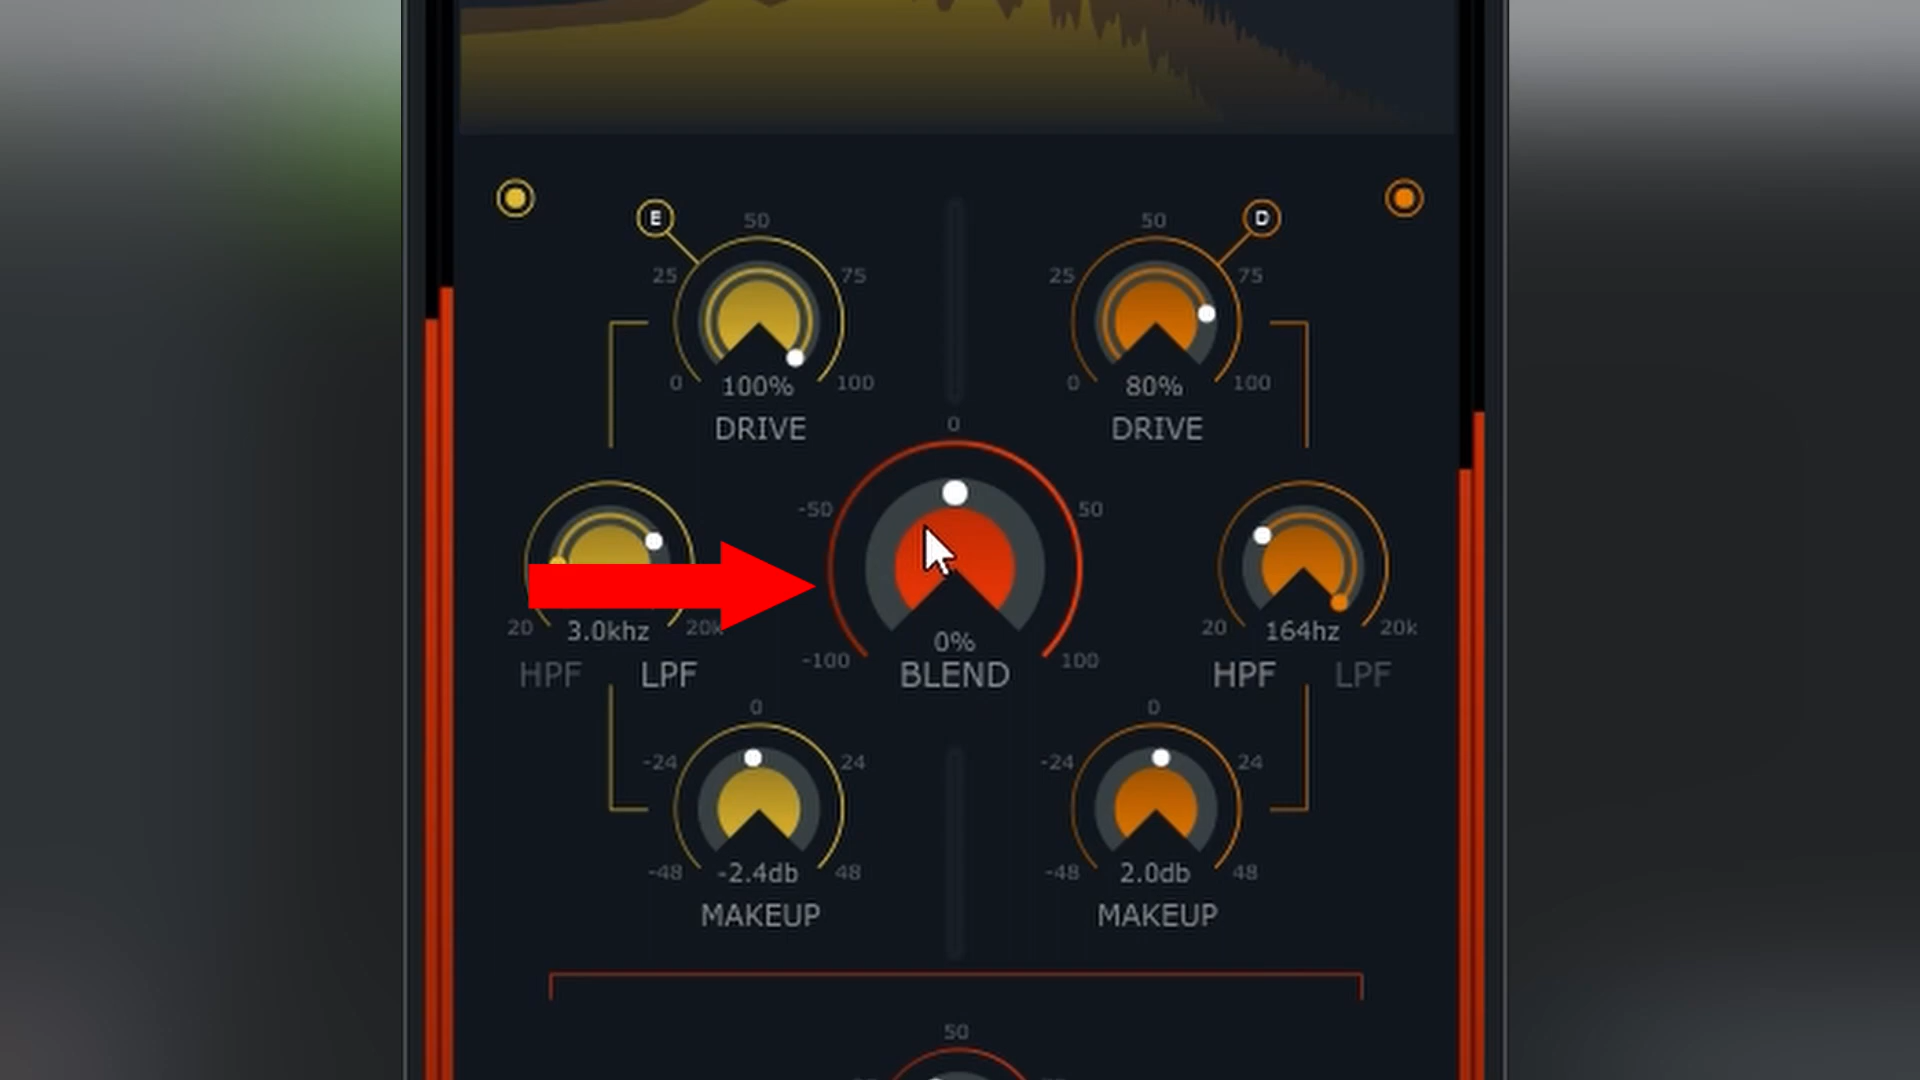 E
50
25
75
0
100%
100
DRIVE
D
50
25
75
0
80%
100
DRIVE
0
-50
50
-100
0%
100
BLEND
20
3.0khz
20k
HPF
LPF
20
164hz
20k
HPF
LPF
0
-24
24
-48
-2.4db
48
MAKEUP
0
-24
24
-48
2.0db
48
MAKEUP
50